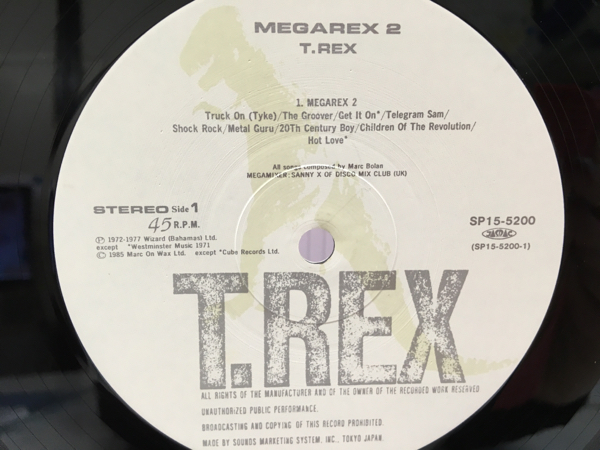 MEGAREX 2
T.REX
1. MEGAREX 2
Truck On (Tyke)/The Groover/Get It On*/Telegram Sam/
Shock Rock/Metal Guru/20Th Century Boy/Children Of The Revolution/
Hot Love*
All songs composed by Marc Bolan
MEGAMIXER: SANNY X OF DISCO MIX CLUB (UK)
STEREO Side 1
45 R.P.M.
SP15-5200
JASRAC
(SP15-5200-1)
Ⓟ 1972-1977 Wizard (Bahamas) Ltd.
except *Westminster Music 1971
© 1985 Marc On Wax Ltd. except *Cube Records Ltd.
T.REX
ALL RIGHTS OF THE MANUFACTURER AND OF THE OWNER OF THE RECORDED WORK RESERVED
UNAUTHORIZED PUBLIC PERFORMANCE,
BROADCASTING AND COPYING OF THIS RECORD PROHIBITED.
MADE BY SOUNDS MARKETING SYSTEM, INC., TOKYO JAPAN.